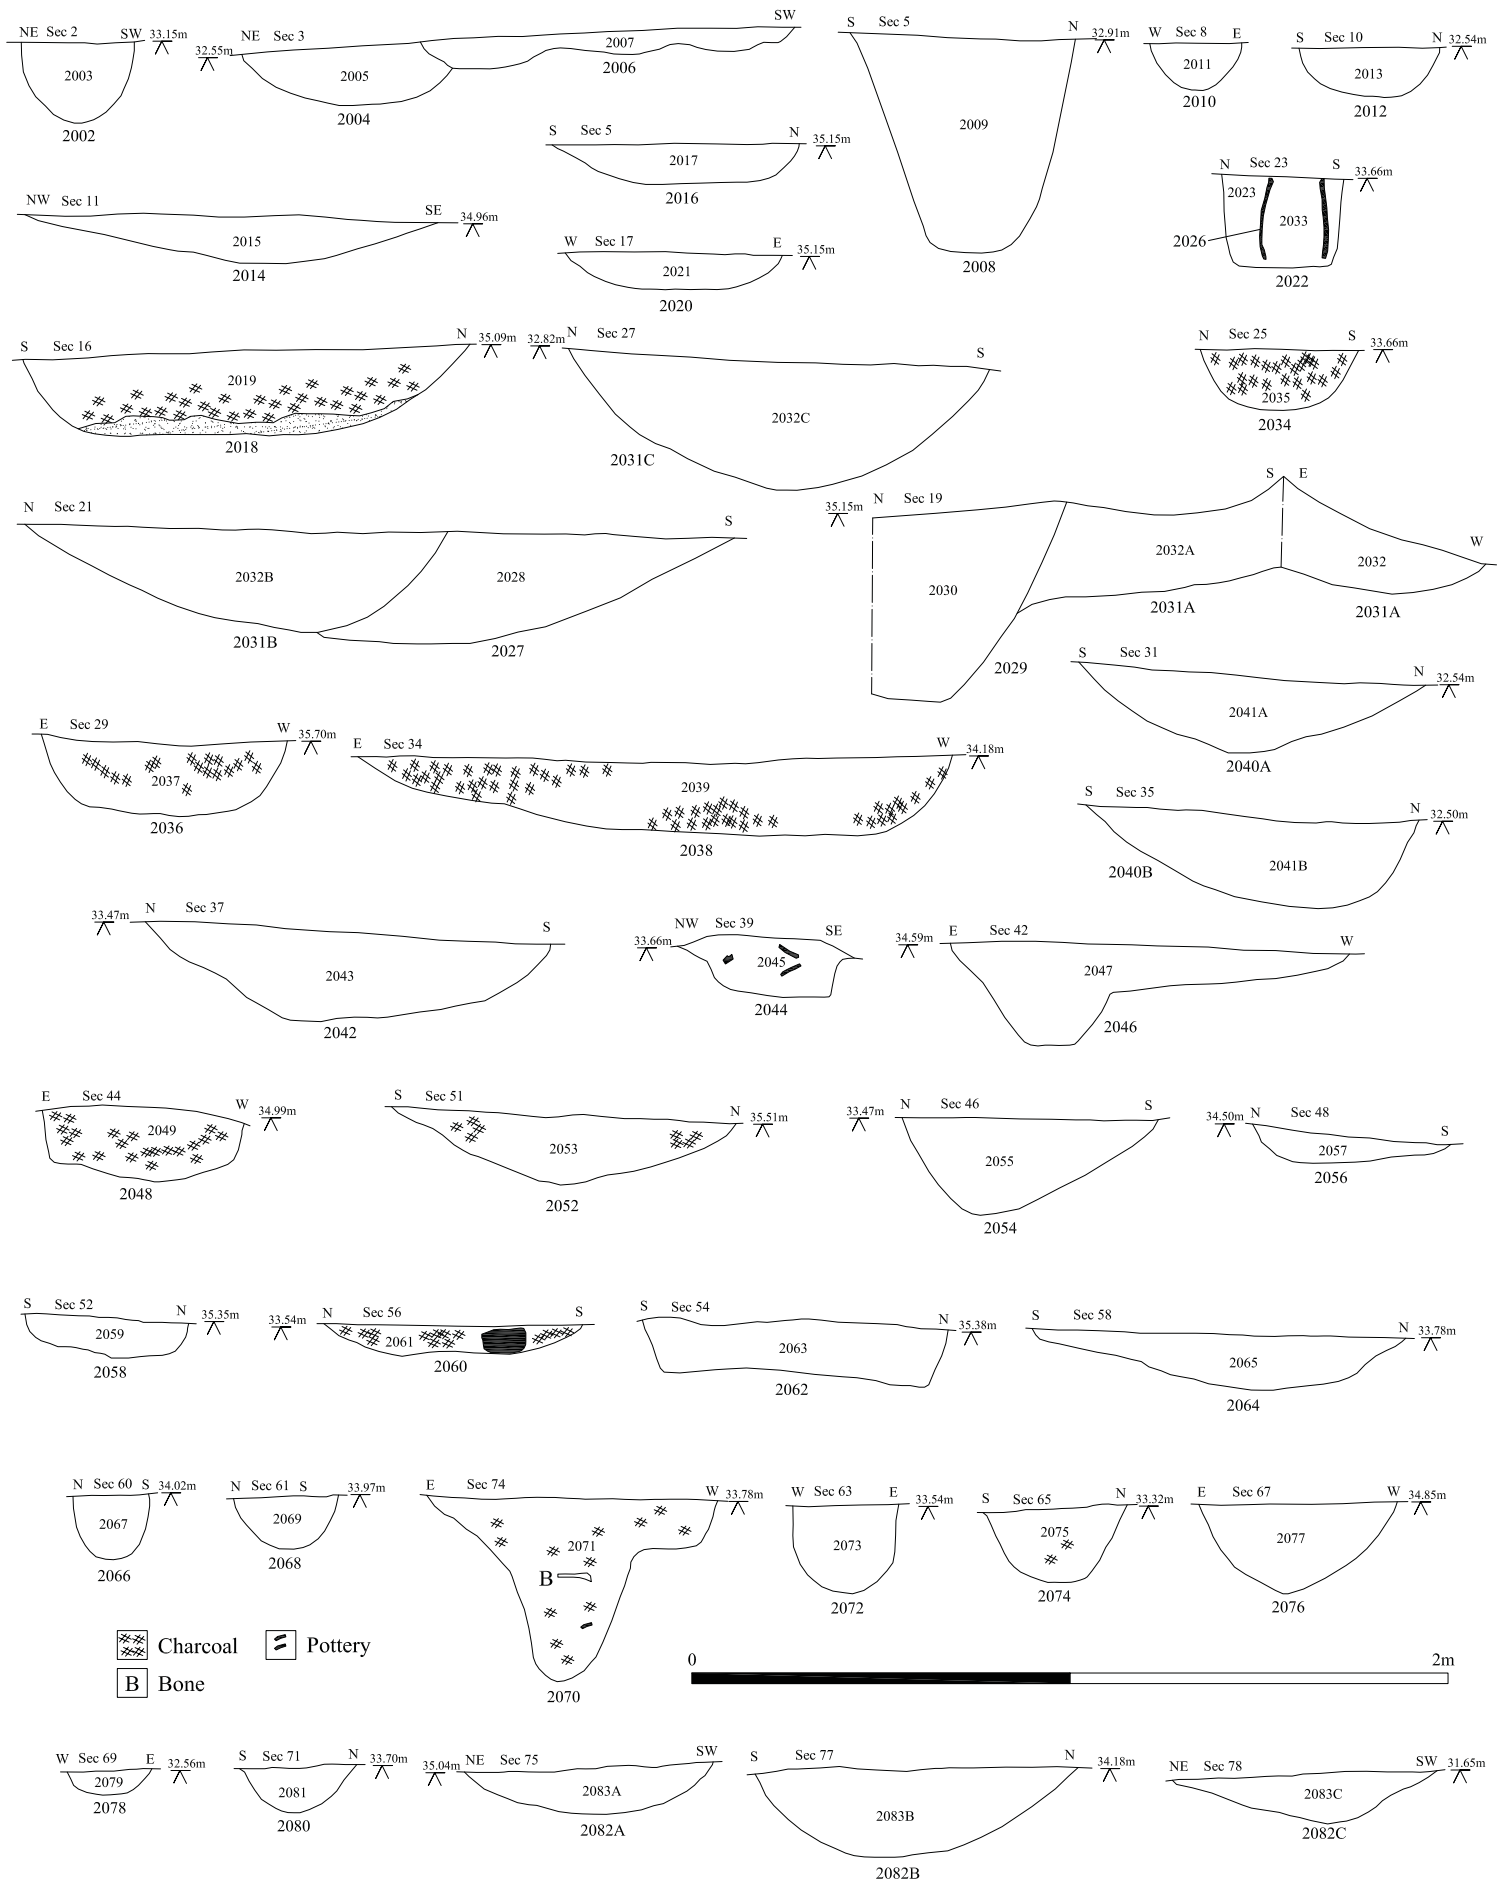 NE Sec 2 SW 33.15m
2003
2002
32.55m NE Sec 3 SW
2005 2007
2004 2006
S Sec 5 N 32.91m
2009
2008
W Sec 8 E
2011
2010
S Sec 10 N 32.54m
2013
2012
S Sec 5 N 35.15m
2017
2016
N Sec 23 S 33.66m
2023 2033
2026
2022
NW Sec 11 SE 34.96m
2015
2014
W Sec 17 E 35.15m
2021
2020
S Sec 16 N 35.09m
2019
2018
32.82m N Sec 27 S
2032C
2031C
N Sec 25 S 33.66m
2035
2034
N Sec 21 S
2032B 2028
2031B 2027
35.15m N Sec 19 S E W
2030 2032A 2032
2029 2031A 2031A
S Sec 31 N 32.54m
2041A
2040A
E Sec 29 W 35.70m
2037
2036
E Sec 34 W 34.18m
2039
2038
S Sec 35 N 32.50m
2041B
2040B
33.47m N Sec 37 S
2043
2042
33.66m NW Sec 39 SE
2045
2044
34.59m E Sec 42 W
2047
2046
E Sec 44 W 34.99m
2049
2048
S Sec 51 N 35.51m
2053
2052
33.47m N Sec 46 S
2055
2054
34.50m N Sec 48 S
2057
2056
S Sec 52 N 35.35m
2059
2058
33.54m N Sec 56 S
2061
2060
S Sec 54 N 35.38m
2063
2062
S Sec 58 N 33.78m
2065
2064
N Sec 60 S 34.02m
2067
2066
N Sec 61 S 33.97m
2069
2068
E Sec 74 W 33.78m
2071
B
2070
W Sec 63 E 33.54m
2073
2072
S Sec 65 N 33.32m
2075
2074
E Sec 67 W 34.85m
2077
2076
Charcoal Pottery
B Bone
0 2m
W Sec 69 E 32.56m
2079
2078
S Sec 71 N 33.70m
2081
2080
35.04m NE Sec 75 SW
2083A
2082A
S Sec 77 N 34.18m
2083B
2082B
NE Sec 78 SW 31.65m
2083C
2082C